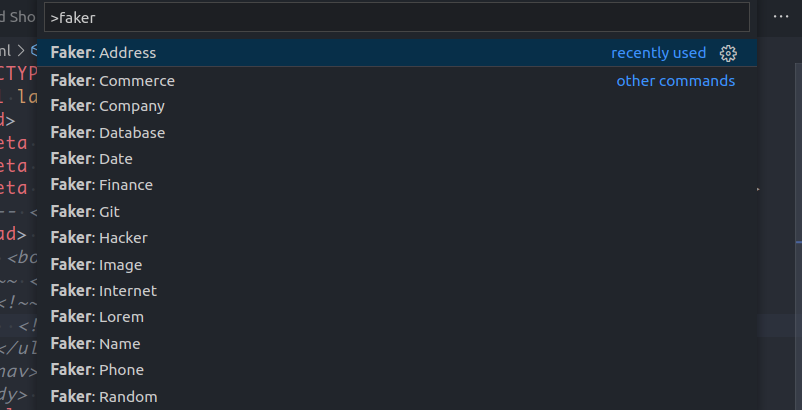 d Sho
>faker
Faker: Address recently used
Faker: Commerce other commands
Faker: Company
Faker: Database
Faker: Date
Faker: Finance
Faker: Git
Faker: Hacker
Faker: Image
Faker: Internet
Faker: Lorem
Faker: Name
Faker: Phone
Faker: Random
ml >
CTYP
l la
d>
eta
eta
eta
-- <
ad>
<bo
~~ <
<!~~
<!
</ul
nav>
dy>